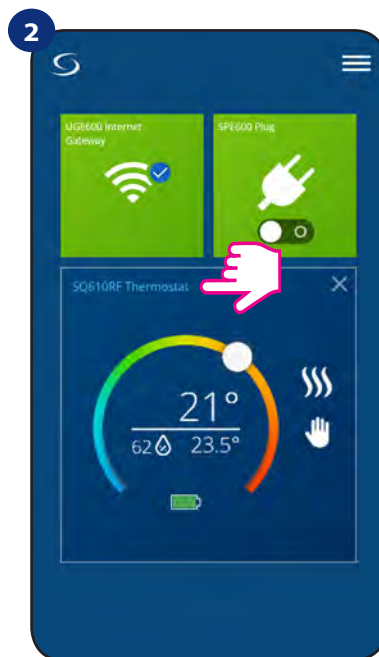 2
UGE600 Internet
Gateway
SPE600 Plug
SQ610RF Thermostat
21°
62 23.5°